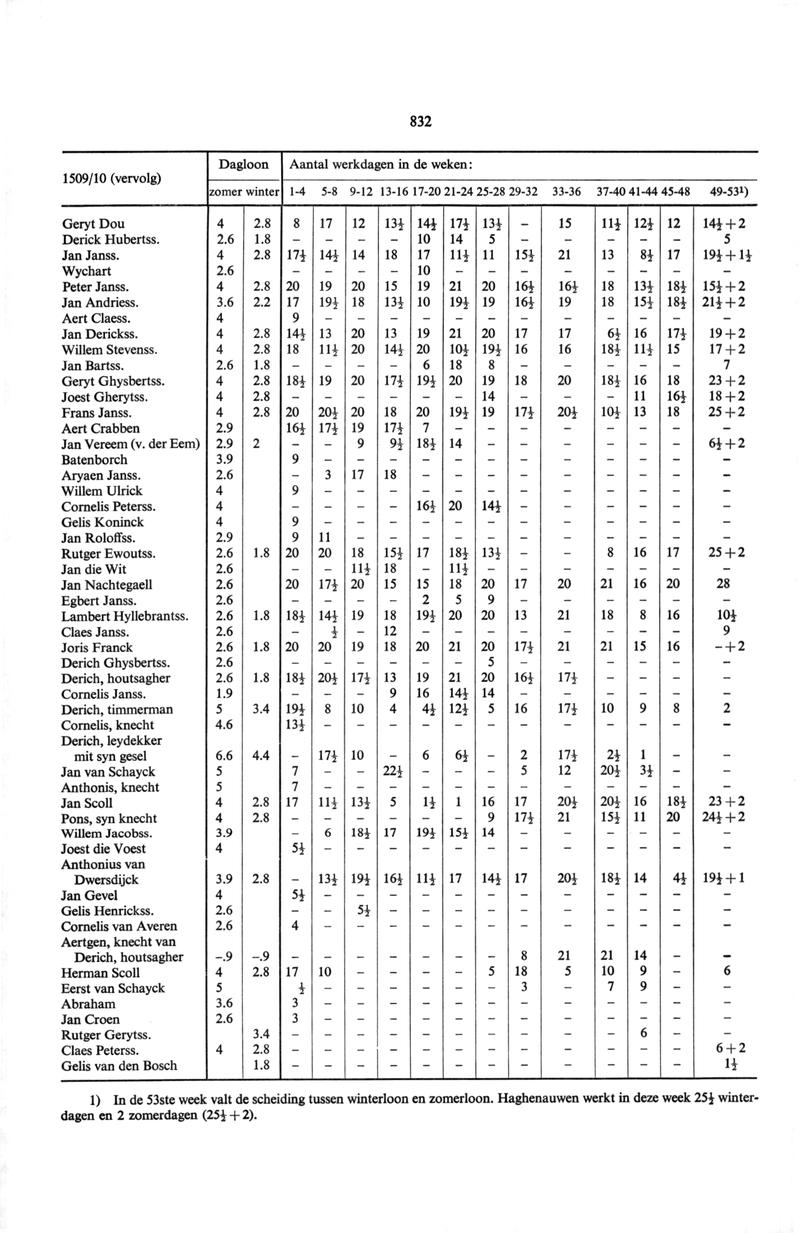 832
1509/10 (vervolg) Dagloon Aantal werkdagen in de weken:
zomer winter 1-4 5-8 9-12 13-16 17-20 21-24 25-28 29-32 33-36 37-40 41-44 45-48 49-53¹)
Geryt Dou 4 2.8 8 17 12 13½ 14½ 17½ 13½ – 15 11½ 12½ 12 14½+2
Derick Hubertss. 2.6 1.8 – – – – 10 14 5 – – – – – 5
Jan Janss. 4 2.8 17½ 14½ 14 18 17 11½ 11 15½ 21 13 8½ 17 19½+1½
Wychart 2.6 – – – – 10 – – – – – – – –
Peter Janss. 4 2.8 20 19 20 15 19 21 20 16½ 16½ 18 13½ 18½ 15½+2
Jan Andriess. 3.6 2.2 17 19½ 18 13½ 10 19½ 19 16½ 19 18 15½ 18½ 21½+2
Aert Claess. 4 9 – – – – – – – – – – – –
Jan Derickss. 4 2.8 14½ 13 20 13 19 21 20 17 17 6½ 16 17½ 19+2
Willem Stevenss. 4 2.8 18 11½ 20 14½ 20 10½ 19½ 16 16 18½ 11½ 15 17+2
Jan Bartss. 2.6 1.8 – – – – 6 18 8 – – – – – 7
Geryt Ghysbertss. 4 2.8 18½ 19 20 17½ 19½ 20 19 18 20 18½ 16 18 23+2
Joest Gherytss. 4 2.8 – – – – – – 14 – – – 11 16½ 18+2
Frans Janss. 4 2.8 20 20½ 20 18 20 19½ 19 17½ 20½ 10½ 13 18 25+2
Aert Crabben 2.9 16½ 17½ 19 17½ 7 – – – – – – – –
Jan Vereem (v. der Eem) 2.9 2 – – 9 9½ 18½ 14 – – – – – – 6½+2
Batenborch 3.9 9 – – – – – – – – – – – –
Aryaen Janss. 2.6 – 3 17 18 – – – – – – – – –
Willem Ulrick 4 9 – – – – – – – – – – – –
Cornelis Peterss. 4 – – – – 16½ 20 14½ – – – – – –
Gelis Koninck 4 9 – – – – – – – – – – – –
Jan Roloffss. 2.9 9 11 – – – – – – – – – – –
Rutger Ewoutss. 2.6 1.8 20 20 18 15½ 17 18½ 13½ – – 8 16 17 25+2
Jan die Wit 2.6 – – 11½ 18 – 11½ – – – – – – –
Jan Nachtegaell 2.6 20 17½ 20 15 15 18 20 17 20 21 16 20 28
Egbert Janss. 2.6 – – – – 2 5 9 – – – – – –
Lambert Hyllebrantss. 2.6 1.8 18½ 14½ 19 18 19½ 20 20 13 21 18 8 16 10½
Claes Janss. 2.6 – ½ – 12 – – – – – – – – 9
Joris Franck 2.6 1.8 20 20 19 18 20 21 20 17½ 21 21 15 16 –+2
Derich Ghysbertss. 2.6 – – – – – – 5 – – – – – –
Derich, houtsagher 2.6 1.8 18½ 20½ 17½ 13 19 21 20 16½ 17½ – – – –
Cornelis Janss. 1.9 – – – 9 16 14½ 14 – – – – – –
Derich, timmerman 5 3.4 19½ 8 10 4 4½ 12½ 5 16 17½ 10 9 8 2
Cornelis, knecht 4.6 13½ – – – – – – – – – – – –
Derich, leydekker
mit syn gesel 6.6 4.4 – 17½ 10 – 6 6½ – 2 17½ 2½ 1 – –
Jan van Schayck 5 7 – – 22½ – – – 5 12 20½ 3½ – –
Anthonis, knecht 5 7 – – – – – – – – – – – –
Jan Scoll 4 2.8 17 11½ 13½ 5 1½ 1 16 17 20½ 20½ 16 18½ 23+2
Pons, syn knecht 4 2.8 – – – – – – 9 17½ 21 15½ 11 20 24½+2
Willem Jacobss. 3.9 – 6 18½ 17 19½ 15½ 14 – – – – – –
Joest die Voest 4 5½ – – – – – – – – – – – –
Anthonius van
Dwersdijck 3.9 2.8 – 13½ 19½ 16½ 11½ 17 14½ 17 20½ 18½ 14 4½ 19½+1
Jan Gevel 4 5½ – – – – – – – – – – – –
Gelis Henrickss. 2.6 – – 5½ – – – – – – – – – –
Cornelis van Averen 2.6 4 – – – – – – – – – – – –
Aertgen, knecht van
Derich, houtsagher –.9 –.9 – – – – – – – 8 21 21 14 – –
Herman Scoll 4 2.8 17 10 – – – – 5 18 5 10 9 – 6
Eerst van Schayck 5 ½ – – – – – – 3 – 7 9 – –
Abraham 3.6 3 – – – – – – – – – – – –
Jan Croen 2.6 3 – – – – – – – – – – – –
Rutger Gerytss. 3.4 – – – – – – – – – – 6 – –
Claes Peterss. 4 2.8 – – – – – – – – – – – – 6+2
Gelis van den Bosch 1.8 – – – – – – – – – – – – 1½
1) In de 53ste week valt de scheiding tussen winterloon en zomerloon. Haghenauwen werkt in deze week 25½ winter-
dagen en 2 zomerdagen (25½+2).